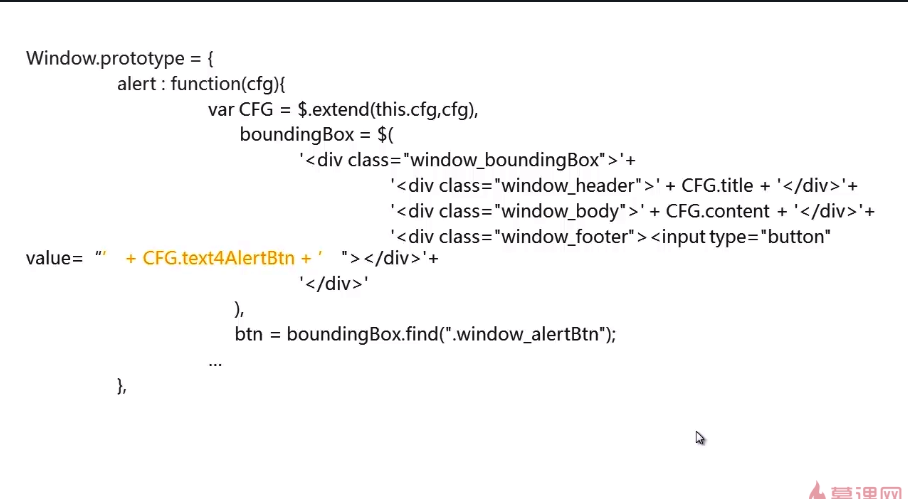 Window.prototype = {
alert : function(cfg){
var CFG = $.extend(this.cfg,cfg),
boundingBox = $(
'<div class="window_boundingBox">'+
'<div class="window_header">' + CFG.title + '</div>'+
'<div class="window_body">' + CFG.content + '</div>'+
'<div class="window_footer"><input type="button"
value= “’ + CFG.text4AlertBtn + ’ "></div>'+
'</div>'
),
btn = boundingBox.find(".window_alertBtn");
...
},
慕课网